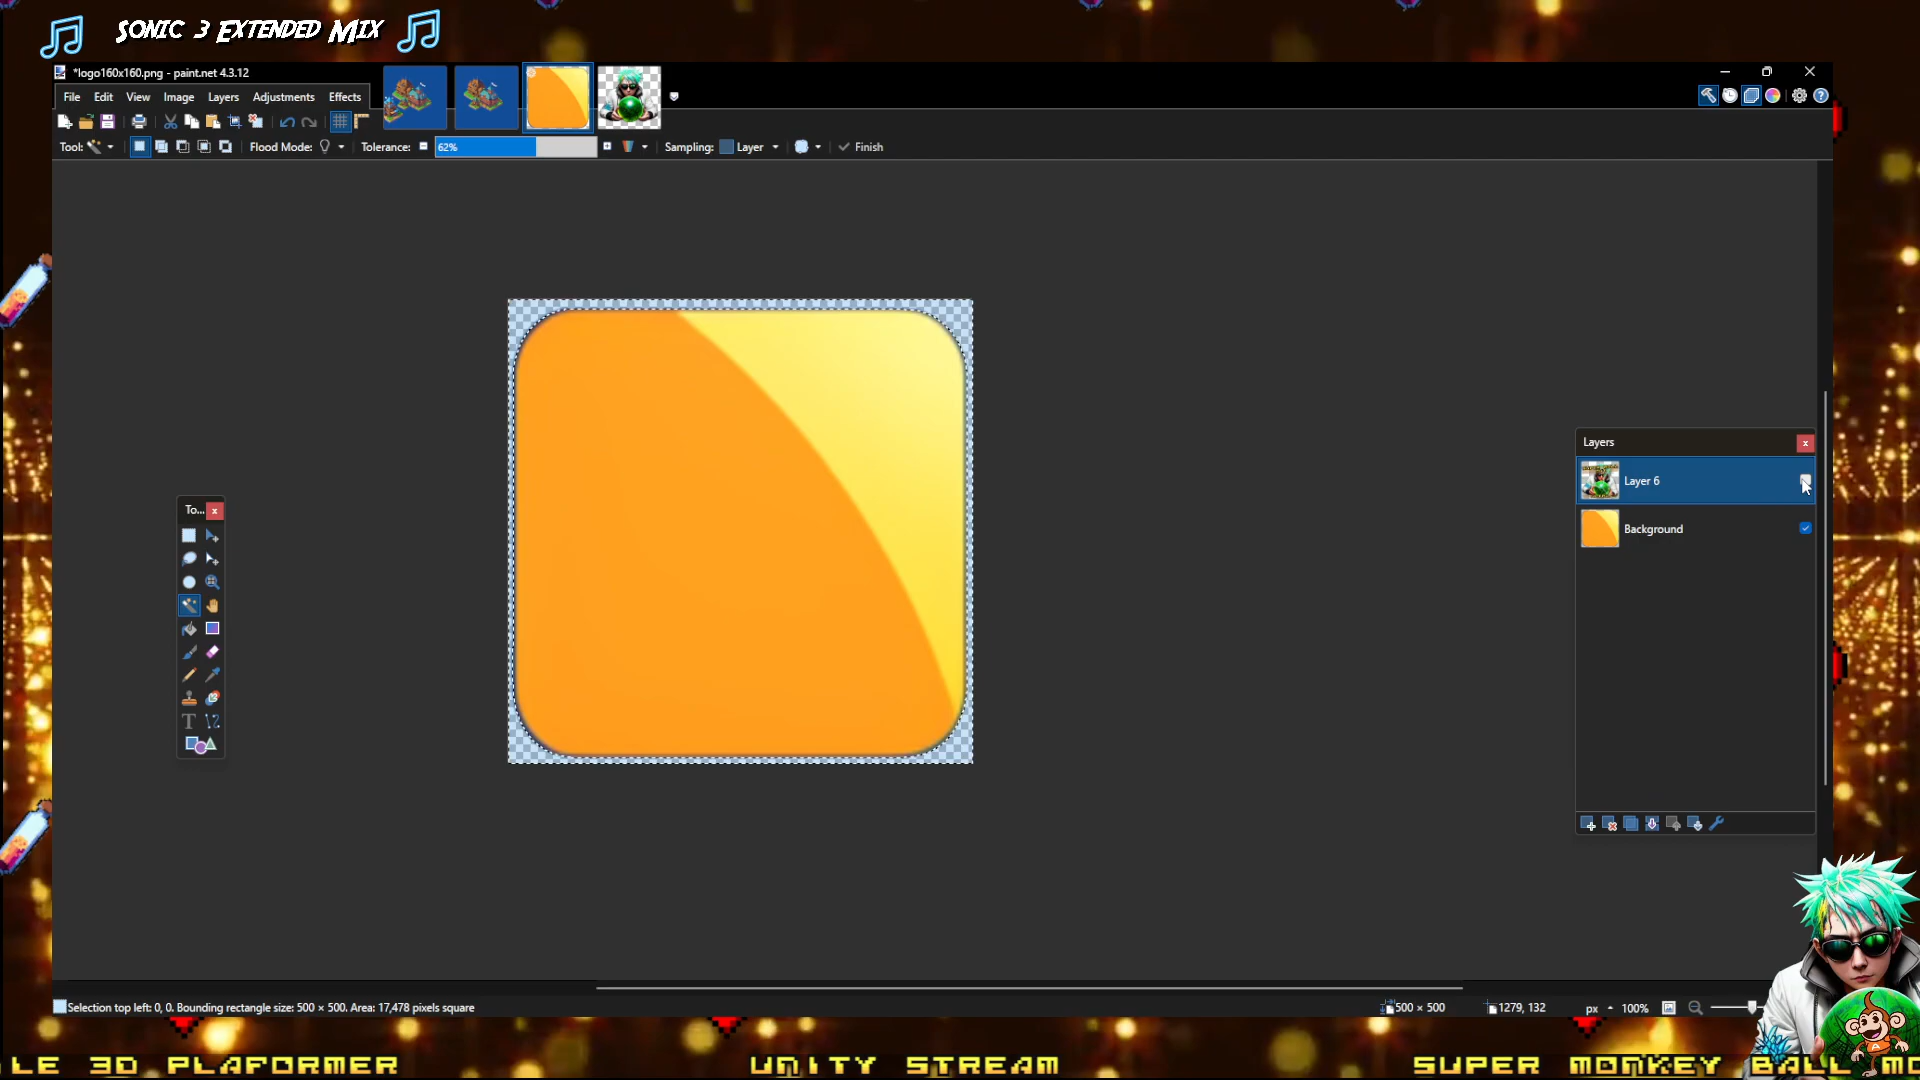 Sonic 3 Extended Mix
*logo160x160.png - paint.net 4.3.12
File Edit View Image Layers Adjustments Effects
Tool: Flood Mode: Tolerance: 62% Sampling: Layer Finish
Layers
Layer 6
Background
To...
Selection top left: 0, 0. Bounding rectangle size: 500 × 500. Area: 17,478 pixels square
500 × 500 1279, 132 px 100%
LE 3D PLAFORMER UNITY STREAM SUPER MONKEY BALL MO